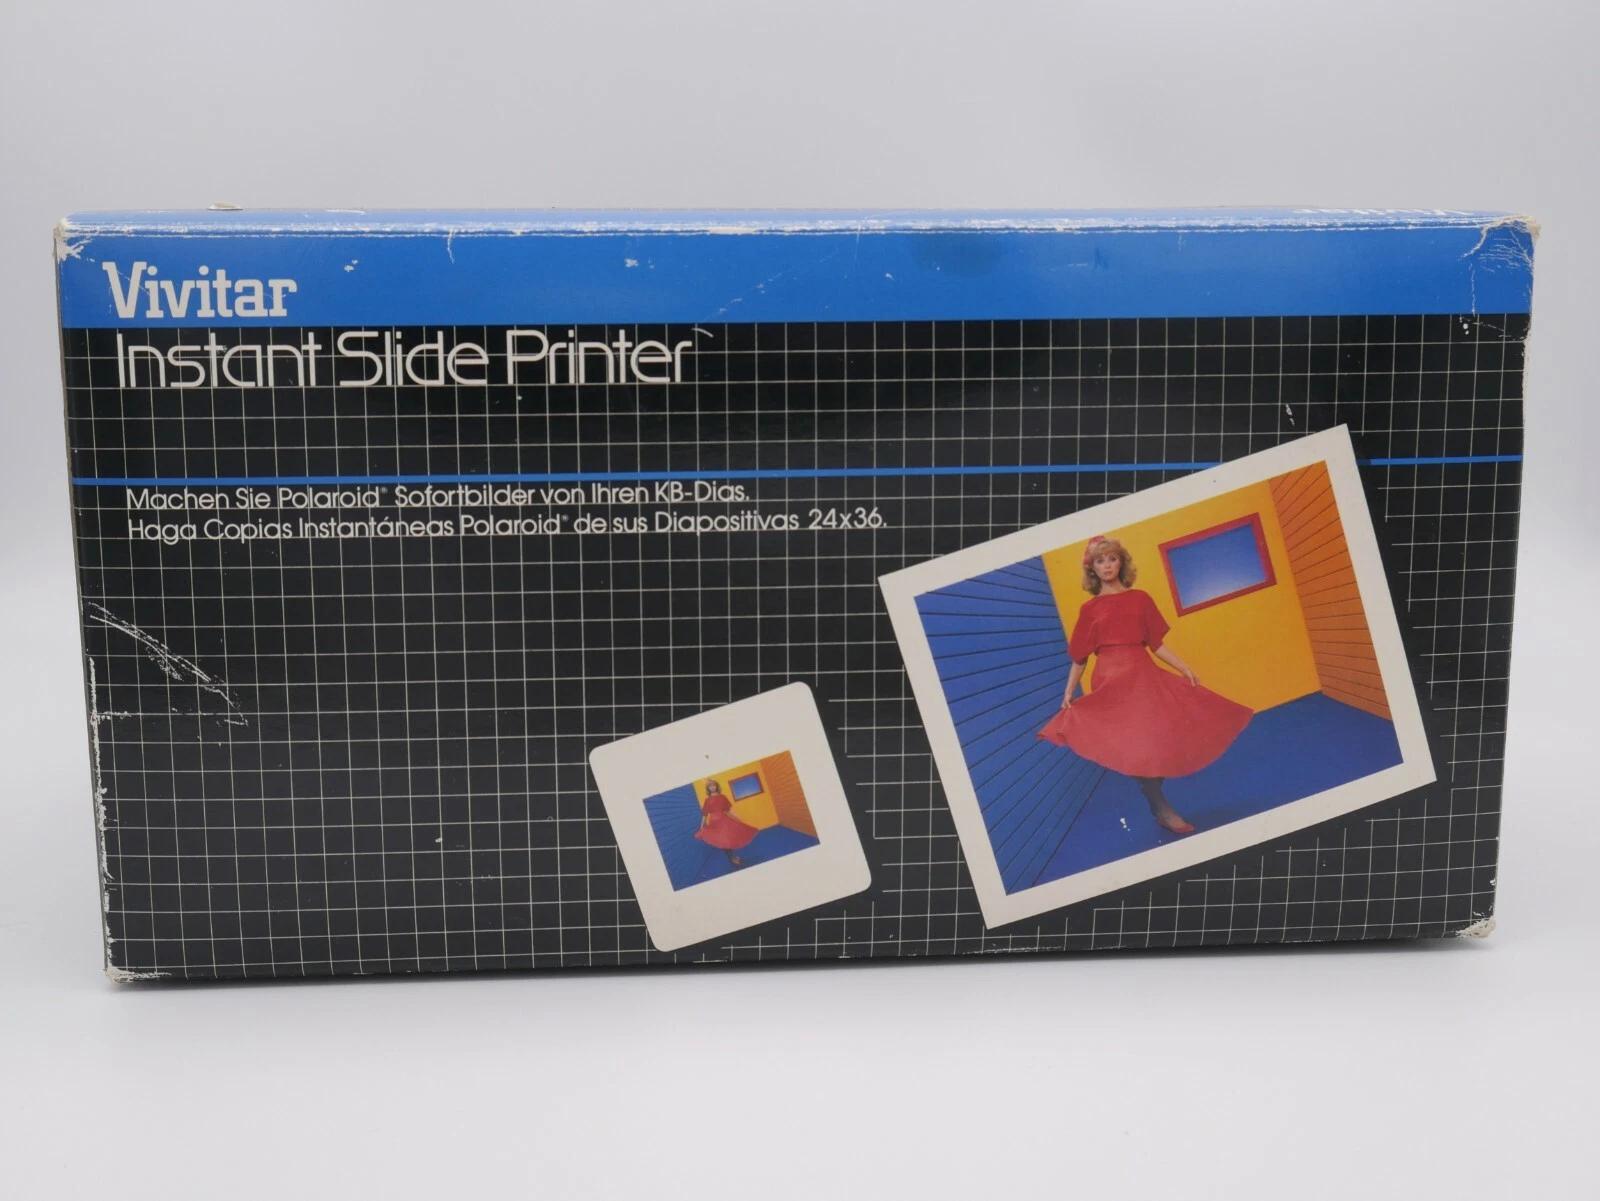 Vivitar
Instant Slide Printer
Machen Sie Polaroid® Sofortbilder von Ihren KB-Dias.
Haga Copias Instantáneas Polaroid® de sus Diapositivas 24x36.